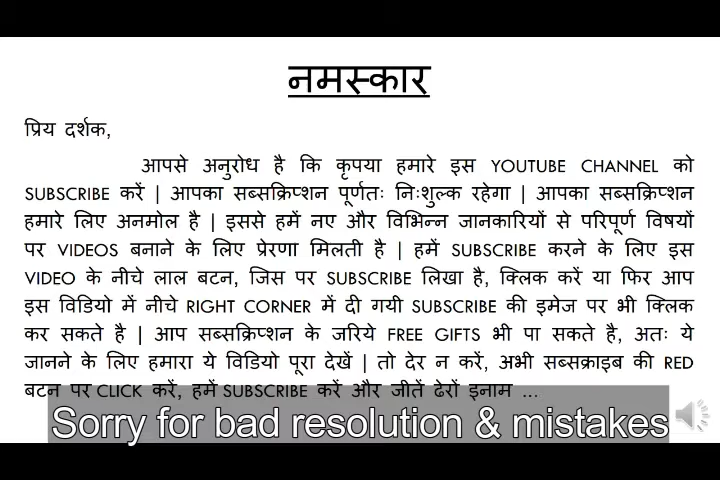 नमस्कार
प्रिय दर्शक,
आपसे अनुरोध है कि कृपया हमारे इस YOUTUBE CHANNEL को
SUBSCRIBE करें | आपका सब्सक्रिप्शन पूर्णतः निःशुल्क रहेगा | आपका सब्सक्रिप्शन
हमारे लिए अनमोल है | इससे हमें नए और विभिन्न जानकारियों से परिपूर्ण विषयों
पर VIDEOS बनाने के लिए प्रेरणा मिलती है | हमें SUBSCRIBE करने के लिए इस
VIDEO के नीचे लाल बटन, जिस पर SUBSCRIBE लिखा है, क्लिक करें या फिर आप
इस विडियो में नीचे RIGHT CORNER में दी गयी SUBSCRIBE की इमेज पर भी क्लिक
कर सकते है | आप सब्सक्रिप्शन के जरिये FREE GIFTS भी पा सकते है, अतः ये
जानने के लिए हमारा ये विडियो पूरा देखें | तो देर न करें, अभी सब्सक्राइब की RED
बटन पर CLICK करें, हमें SUBSCRIBE करें और जीतें ढेरों इनाम ...
Sorry for bad resolution & mistakes